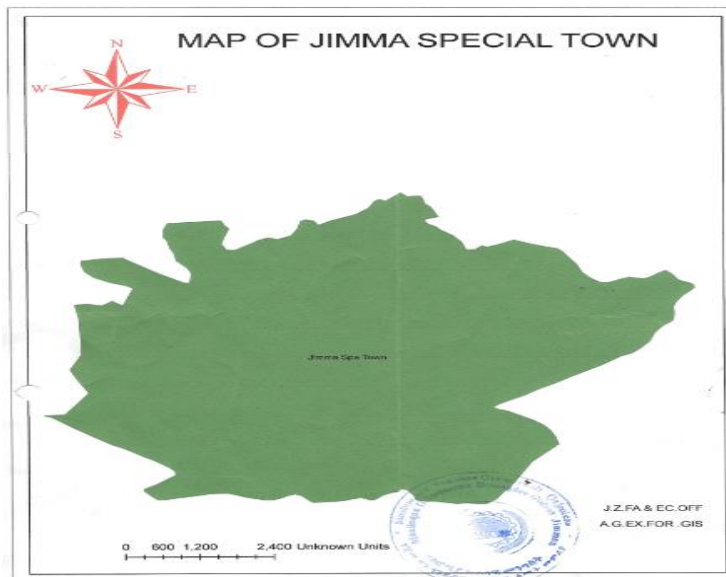 MAP OF JIMMA SPECIAL TOWN
N
W E
S
Jimma Spe Town
J.Z.FA & EC.OFF
A.G.EX.FOR .GIS
0 600 1,200 2,400 Unknown Units